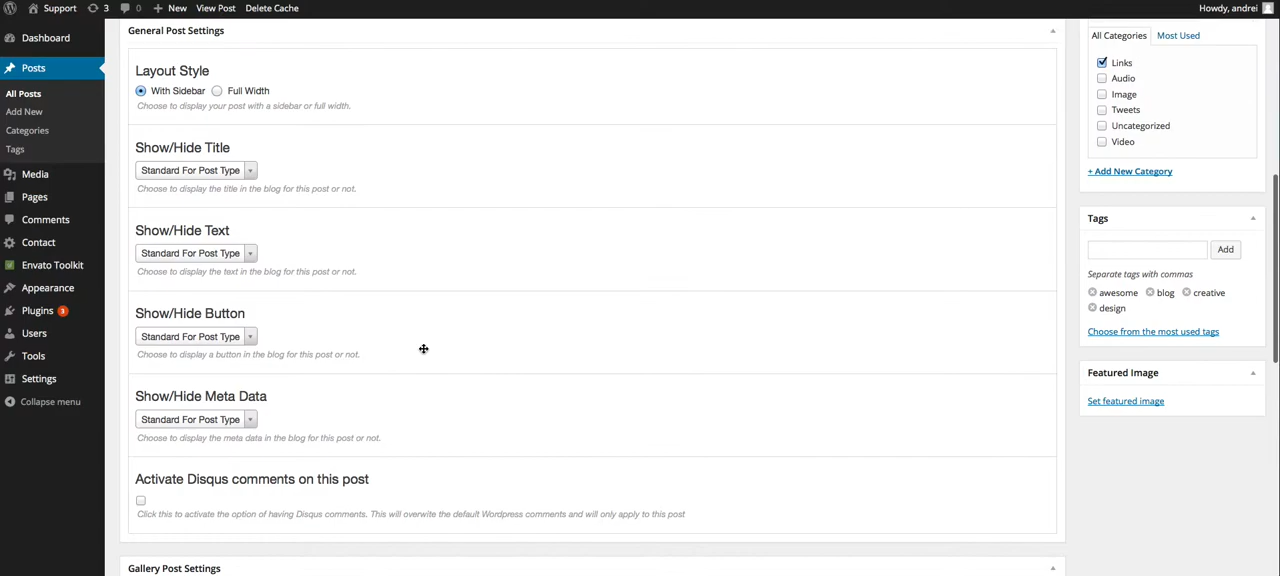 Support 3 0 New View Post Delete Cache Howdy, andrei
Dashboard
Posts
All Posts
Add New
Categories
Tags
Media
Pages
Comments
Contact
Envato Toolkit
Appearance
Plugins 3
Users
Tools
Settings
Collapse menu
General Post Settings
Layout Style
With Sidebar Full Width
Choose to display your post with a sidebar or full width.
Show/Hide Title
Standard For Post Type
Choose to display the title in the blog for this post or not.
Show/Hide Text
Standard For Post Type
Choose to display the text in the blog for this post or not.
Show/Hide Button
Standard For Post Type
Choose to display a button in the blog for this post or not.
Show/Hide Meta Data
Standard For Post Type
Choose to display the meta data in the blog for this post or not.
Activate Disqus comments on this post
Click this to activate the option of having Disqus comments. This will overwite the default Wordpress comments and will only apply to this post
Gallery Post Settings
All Categories Most Used
Links
Audio
Image
Tweets
Uncategorized
Video
+ Add New Category
Tags
Add
Separate tags with commas
awesome blog creative
design
Choose from the most used tags
Featured Image
Set featured image